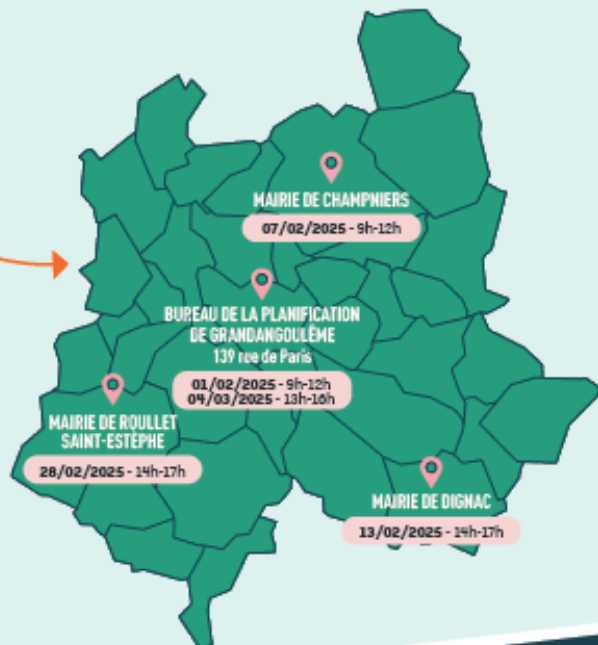 MAIRIE DE CHAMPNIERS
07/02/2025 - 9h-12h
BUREAU DE LA PLANIFICATION
DE GRANDANGOULÊME
139 rue de Paris
01/02/2025 - 9h-12h
04/03/2025 - 13h-16h
MAIRIE DE ROULLET
SAINT-ESTÈPHE
28/02/2025 - 14h-17h
MAIRIE DE DIGNAC
13/02/2025 - 14h-17h